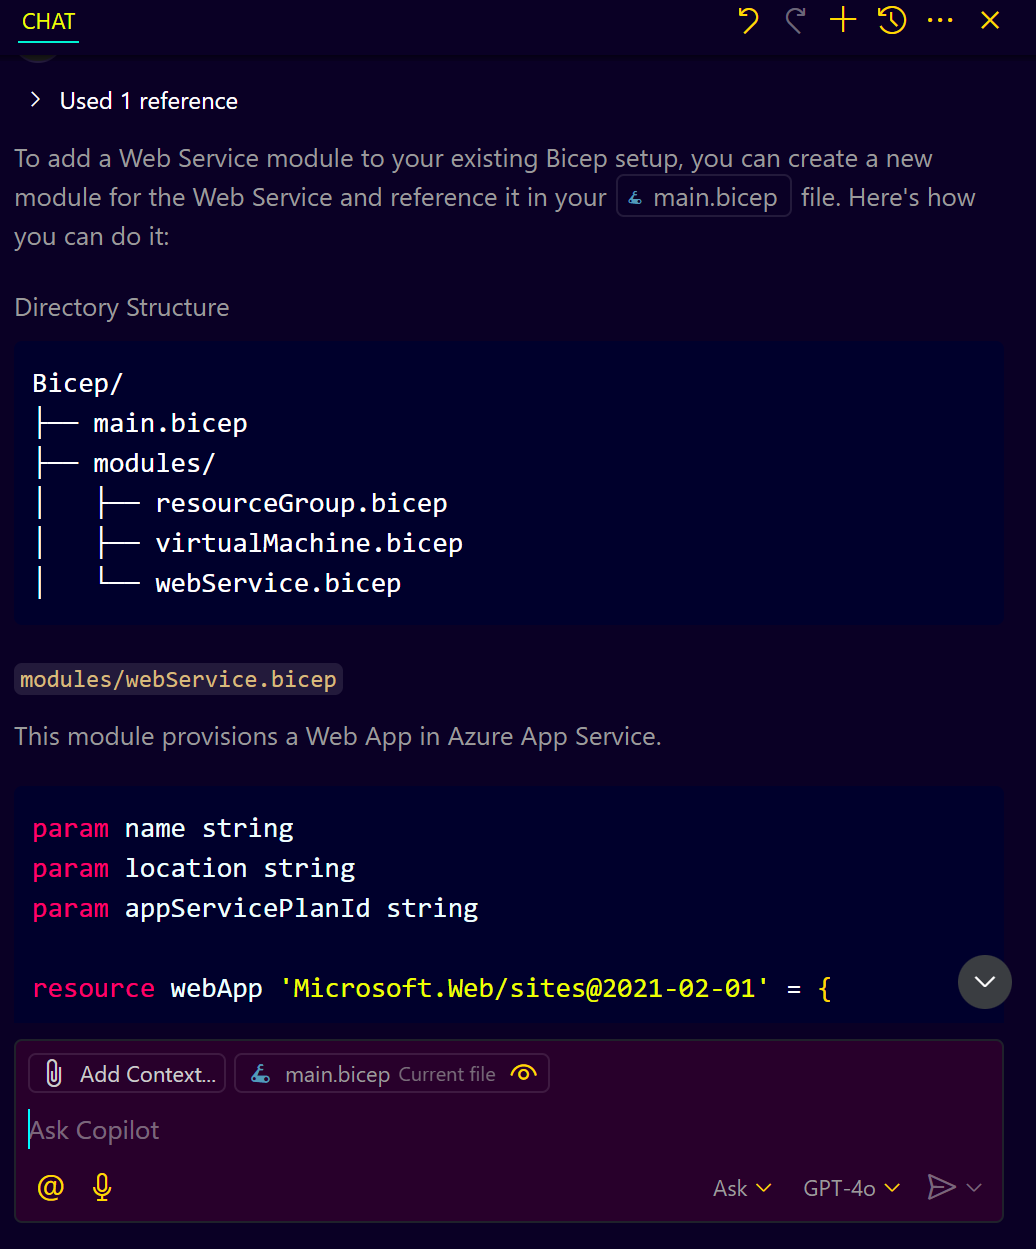 CHAT
Used 1 reference
To add a Web Service module to your existing Bicep setup, you can create a new
module for the Web Service and reference it in your main.bicep file. Here's how
you can do it:
Directory Structure
Bicep/
├── main.bicep
├── modules/
│   ├── resourceGroup.bicep
│   ├── virtualMachine.bicep
│   └── webService.bicep
modules/webService.bicep
This module provisions a Web App in Azure App Service.
param name string
param location string
param appServicePlanId string
resource webApp 'Microsoft.Web/sites@2021-02-01' = {
Add Context... main.bicep Current file
Ask Copilot
@ Ask GPT-4o